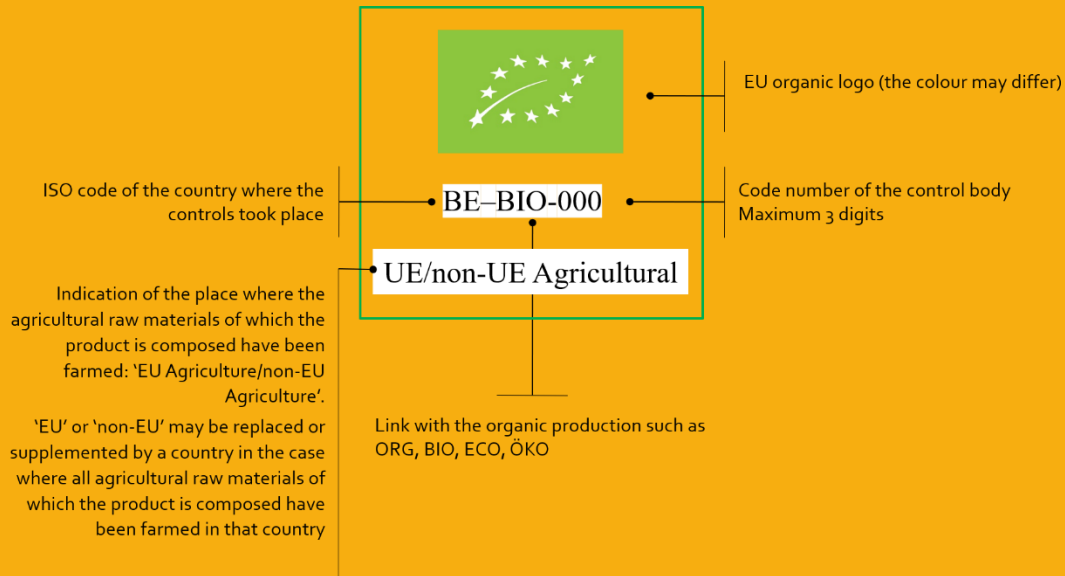 EU organic logo (the colour may differ)
ISO code of the country where the
controls took place
BE–BIO-000
Code number of the control body
Maximum 3 digits
UE/non-UE Agricultural
Indication of the place where the
agricultural raw materials of which the
product is composed have been
farmed: ‘EU Agriculture/non-EU
Agriculture’.
‘EU’ or ‘non-EU’ may be replaced or
supplemented by a country in the case
where all agricultural raw materials of
which the product is composed have
been farmed in that country
Link with the organic production such as
ORG, BIO, ECO, ÖKO